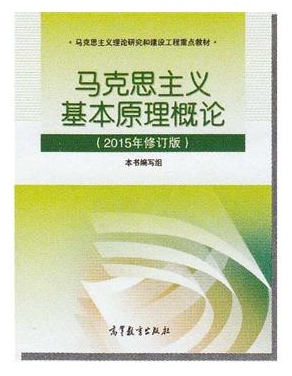 ·马克思主义理论研究和建设工程重点教材·
马克思主义
基本原理概论
（2015年修订版）
本书编写组
高等教育出版社